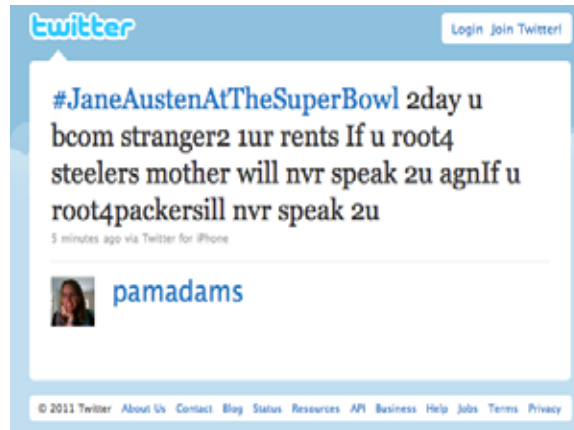 twitter
Login Join Twitter!
#JaneAustenAtTheSuperBowl 2day u
bcom stranger2 1ur rents If u root4
steelers mother will nvr speak 2u agnIf u
root4packersill nvr speak 2u
5 minutes ago via Twitter for iPhone
pamadams
© 2011 Twitter About Us Contact Blog Status Resources API Business Help Jobs Terms Privacy